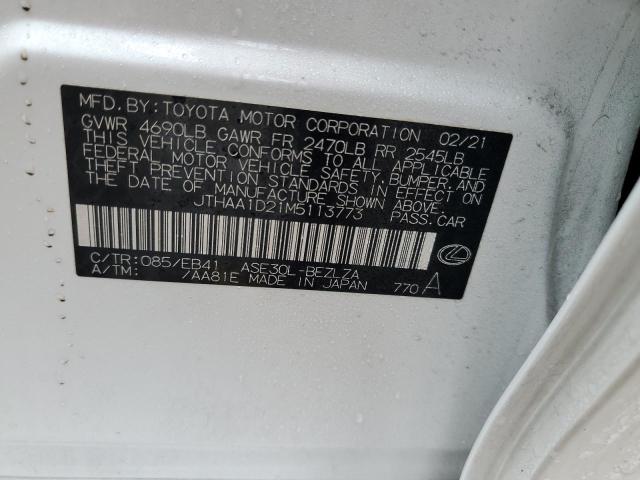 MFD.BY:TOYOTA MOTOR CORPORATION 02/21
GVWR 4690LB GAWR FR 2470LB RR 2545LB
THIS VEHICLE CONFORMS TO ALL APPLICABLE
FEDERAL MOTOR VEHICLE SAFETY, BUMPER, AND
THEFT PREVENTION STANDARDS IN EFFECT ON
THE DATE OF MANUFACTURE SHOWN ABOVE.
JTHAA1D21M5113773 PASS.CAR
C/TR:085/EB41 ASE30L-BEZLZA
A/TM: /AA81E MADE IN JAPAN 770 A